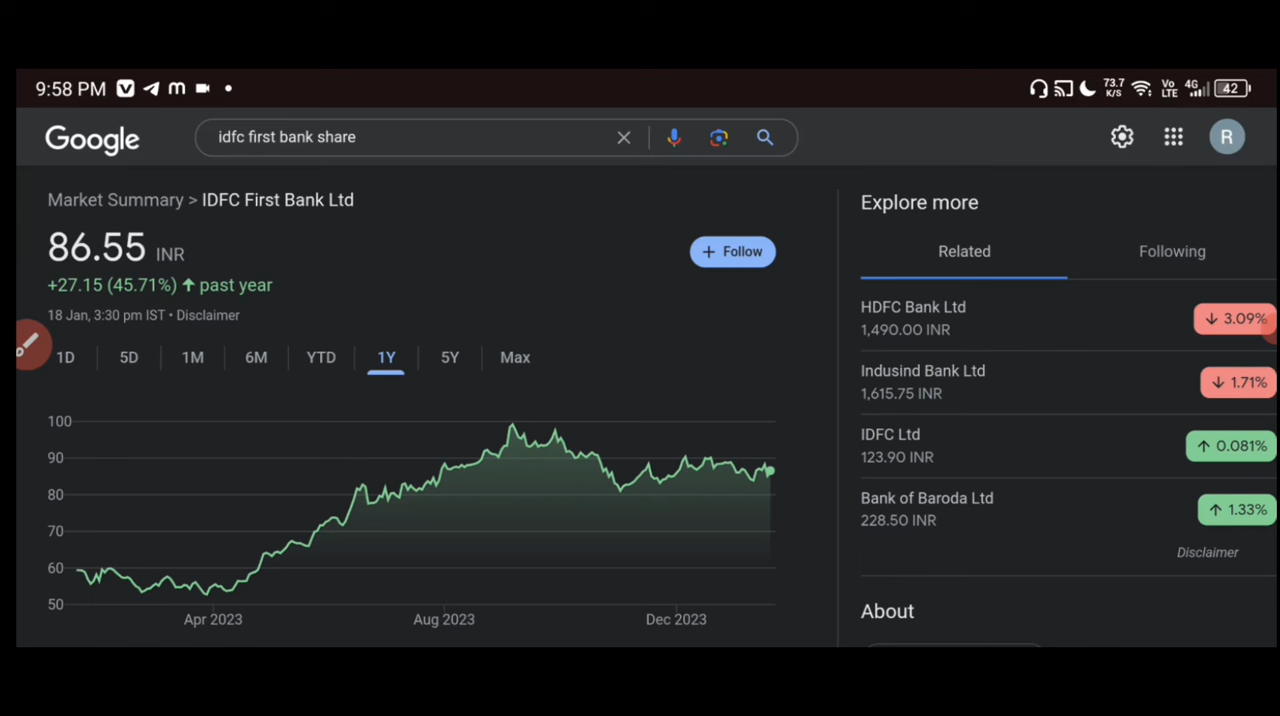 9:58 PM
73.7
K/S
Vo
LTE
4G
42
Google
idfc first bank share
R
Market Summary > IDFC First Bank Ltd
86.55 INR
+ Follow
+27.15 (45.71%) ↑ past year
18 Jan, 3:30 pm IST • Disclaimer
1D 5D 1M 6M YTD 1Y 5Y Max
100
90
80
70
60
50
Apr 2023 Aug 2023 Dec 2023
Explore more
Related Following
HDFC Bank Ltd
1,490.00 INR
↓ 3.09%
Indusind Bank Ltd
1,615.75 INR
↓ 1.71%
IDFC Ltd
123.90 INR
↑ 0.081%
Bank of Baroda Ltd
228.50 INR
↑ 1.33%
Disclaimer
About